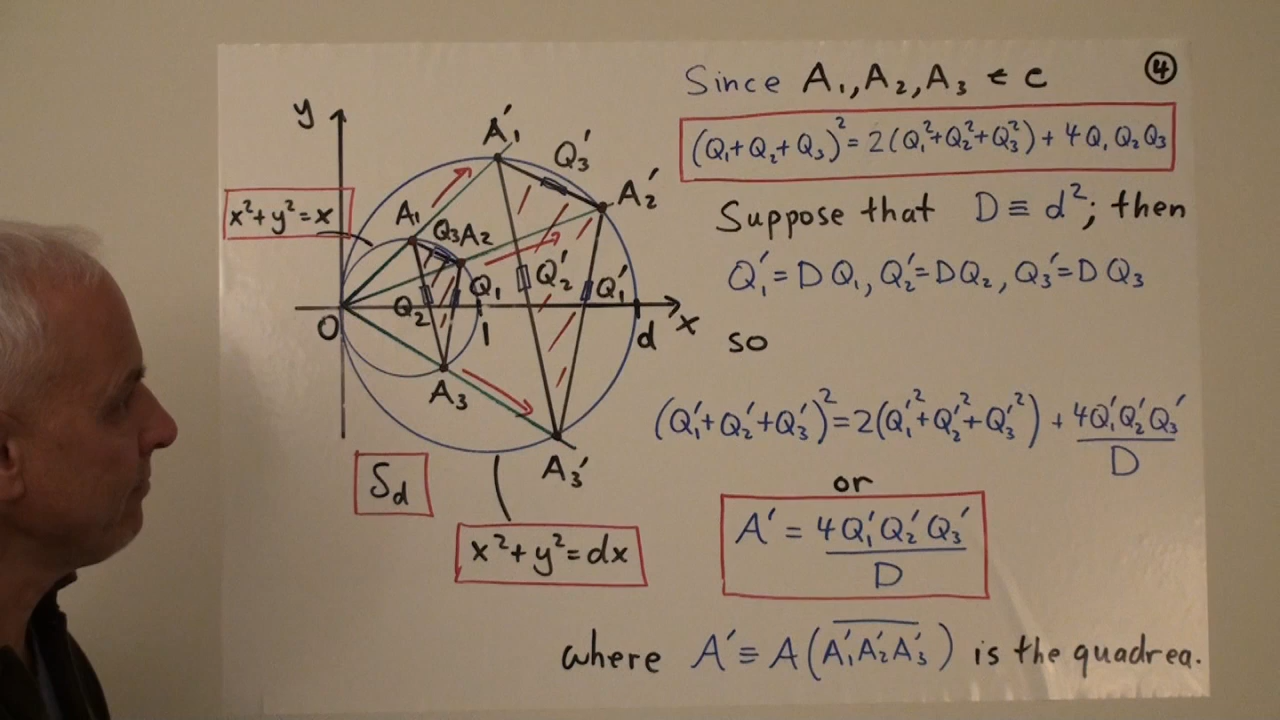 Since A₁, A₂, A₃ ∈ c
④
(Q₁+Q₂+Q₃)² = 2(Q₁²+Q₂²+Q₃²) + 4Q₁Q₂Q₃
Suppose that D ≡ d²; then
Q₁' = DQ₁, Q₂' = DQ₂, Q₃' = DQ₃
so
(Q₁'+Q₂'+Q₃')² = 2(Q₁'²+Q₂'²+Q₃'²) + 4Q₁'Q₂'Q₃'
D
or
A' = 4Q₁'Q₂'Q₃'
D
where A' ≡ A(A₁'A₂'A₃') is the quadrea.
y
A₁'
Q₃'
A₂'
x²+y²=x
A₁
Q₃
A₂
Q₂
Q₁
Q₂'
Q₁'
O
1
d
x
A₃
A₃'
S_d
x²+y²=dx